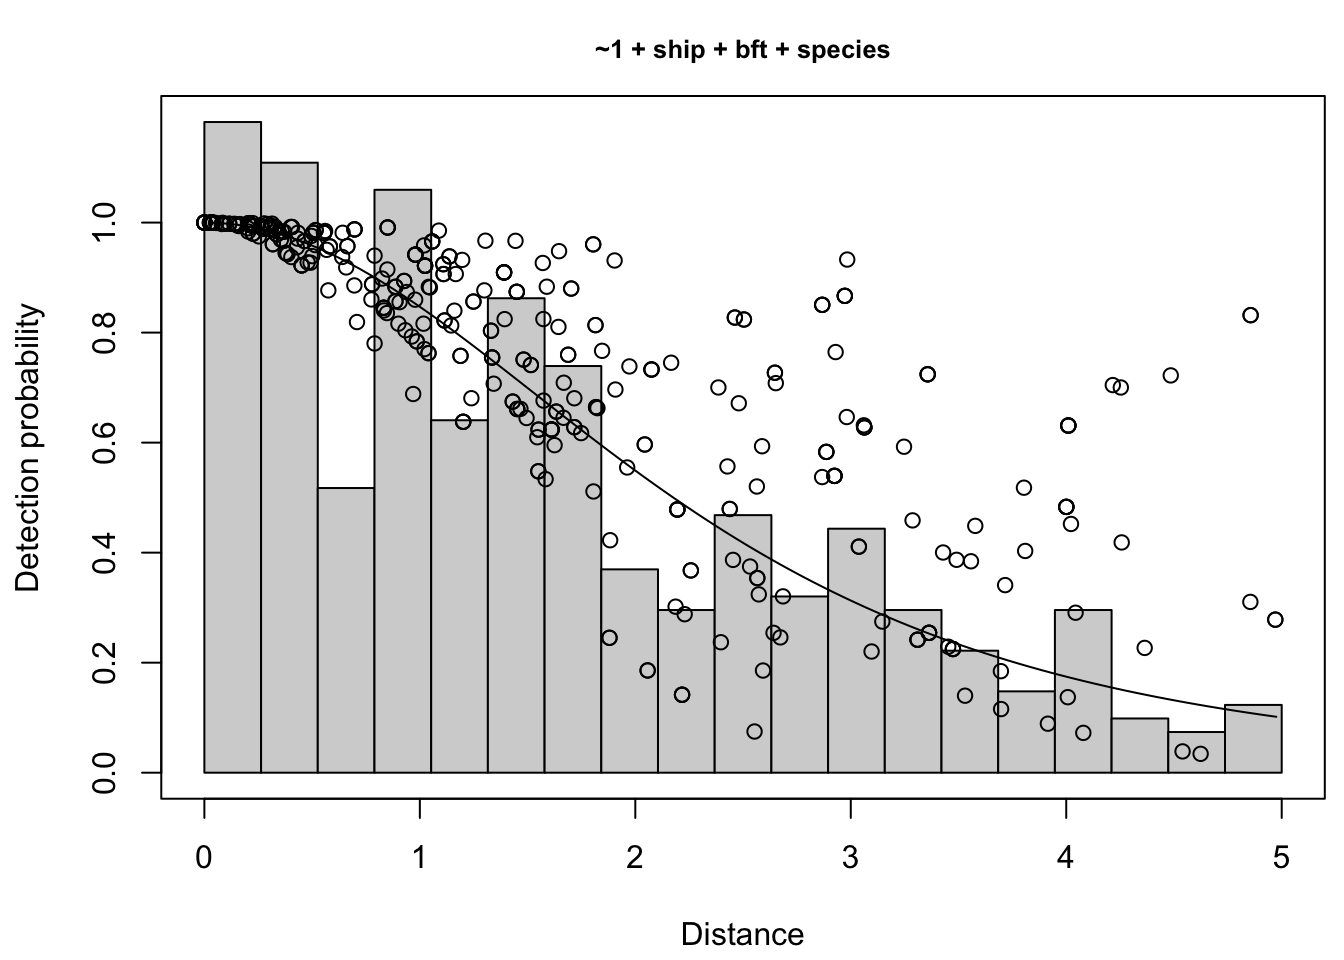 ~1 + ship + bft + species
Detection probability
1.0
0.8
0.6
0.4
0.2
0.0
0 1 2 3 4 5
Distance